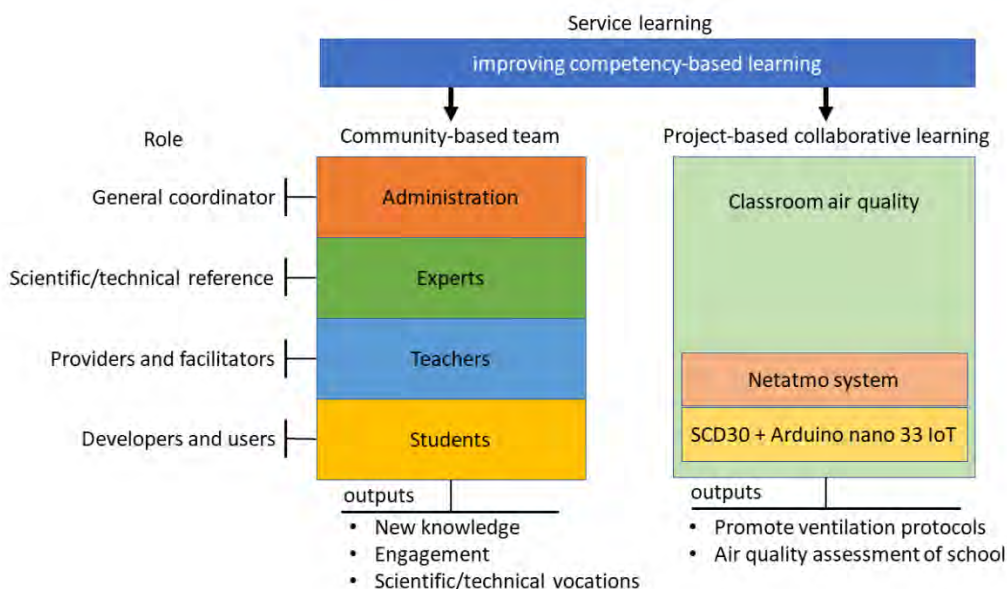 Service learning
improving competency-based learning
Role
Community-based team
Project-based collaborative learning
General coordinator
Administration
Classroom air quality
Scientific/technical reference
Experts
Providers and facilitators
Teachers
Netatmo system
Developers and users
Students
SCD30 + Arduino nano 33 IoT
outputs
• New knowledge
• Engagement
• Scientific/technical vocations
outputs
• Promote ventilation protocols
• Air quality assessment of school